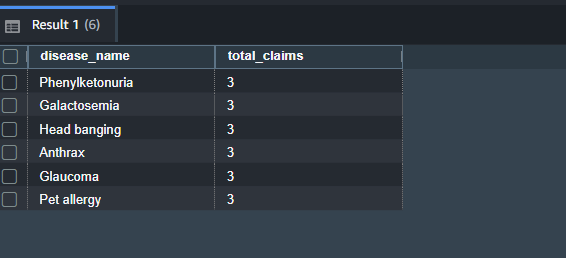 Result 1 (6)
disease_name total_claims
Phenylketonuria 3
Galactosemia 3
Head banging 3
Anthrax 3
Glaucoma 3
Pet allergy 3